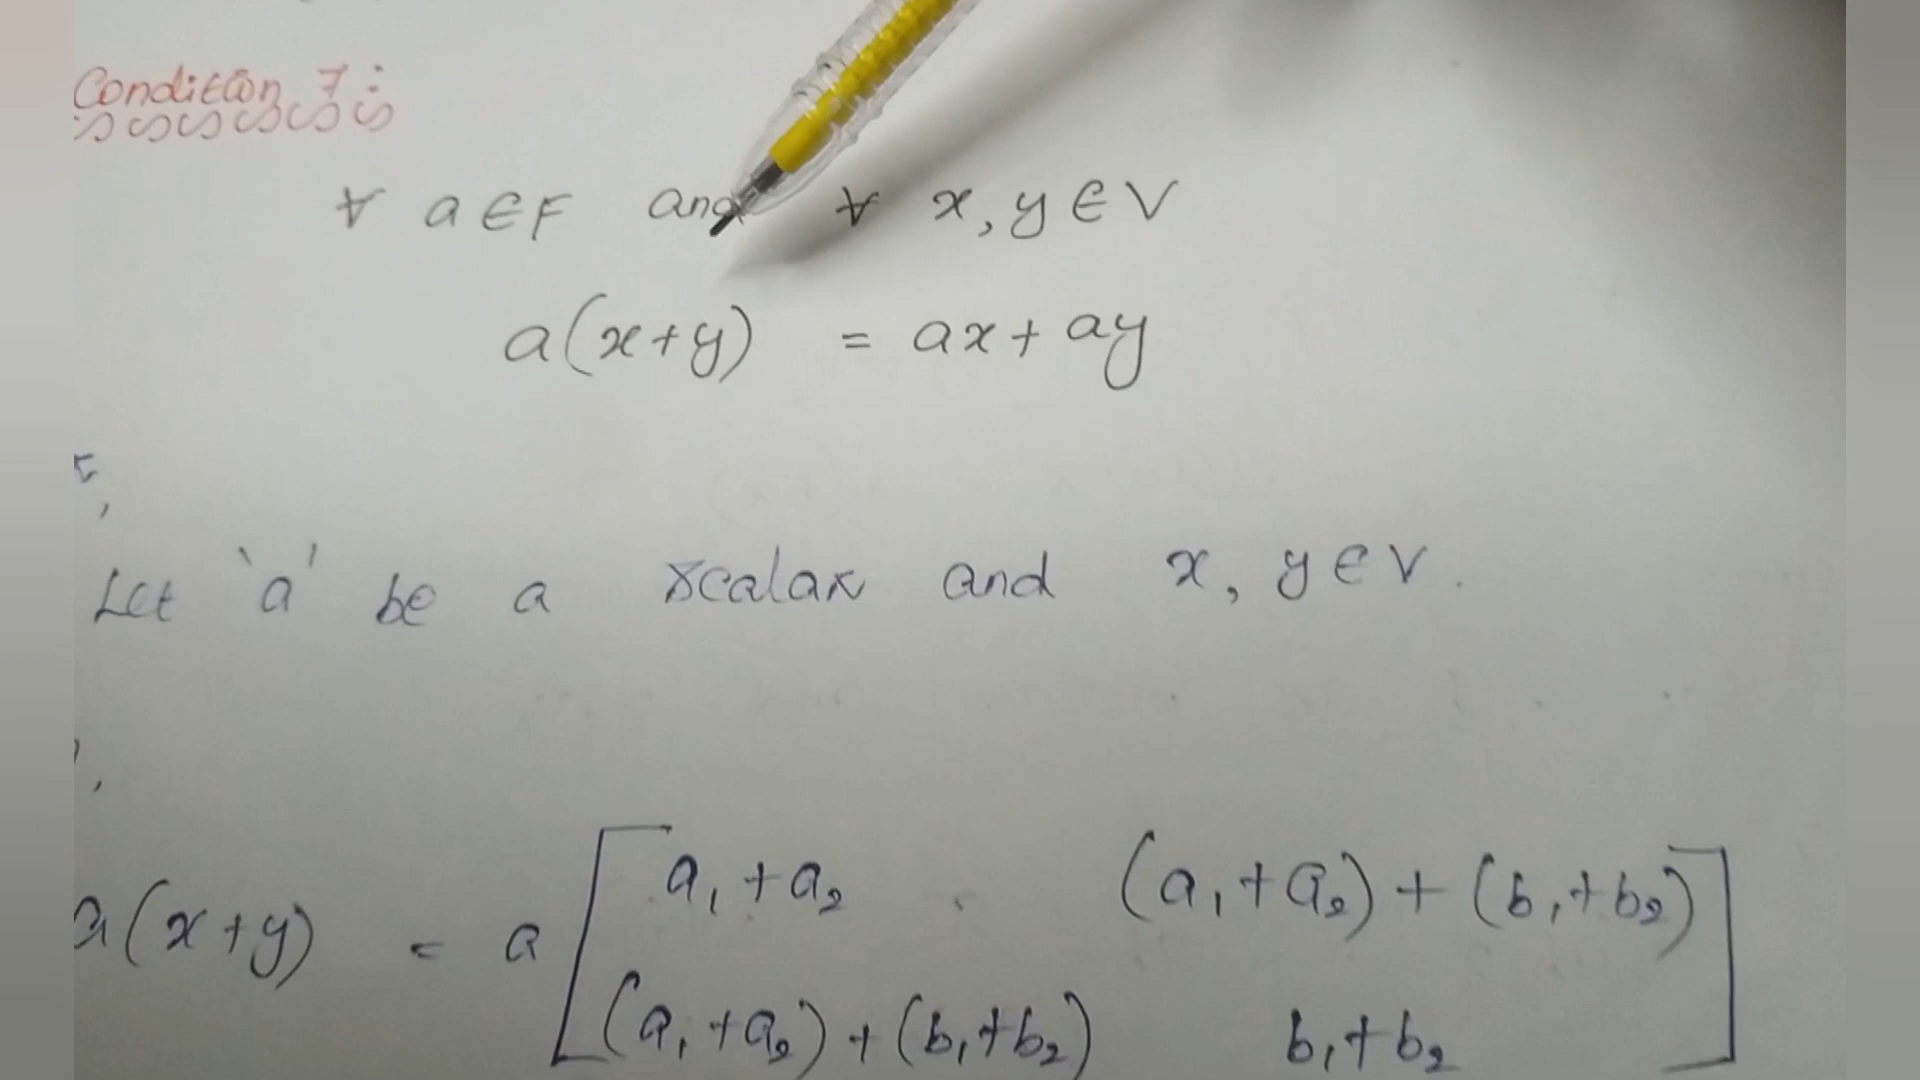 Condition 7:
∀ a ∈ F and ∀ x, y ∈ V
a(x+y) = ax + ay
Let 'a' be a scalar and x, y ∈ V.
a(x+y) = a [ a₁+a₂ (a₁+a₂)+(b₁+b₂) ]
(a₁+a₂)+(b₁+b₂) b₁+b₂